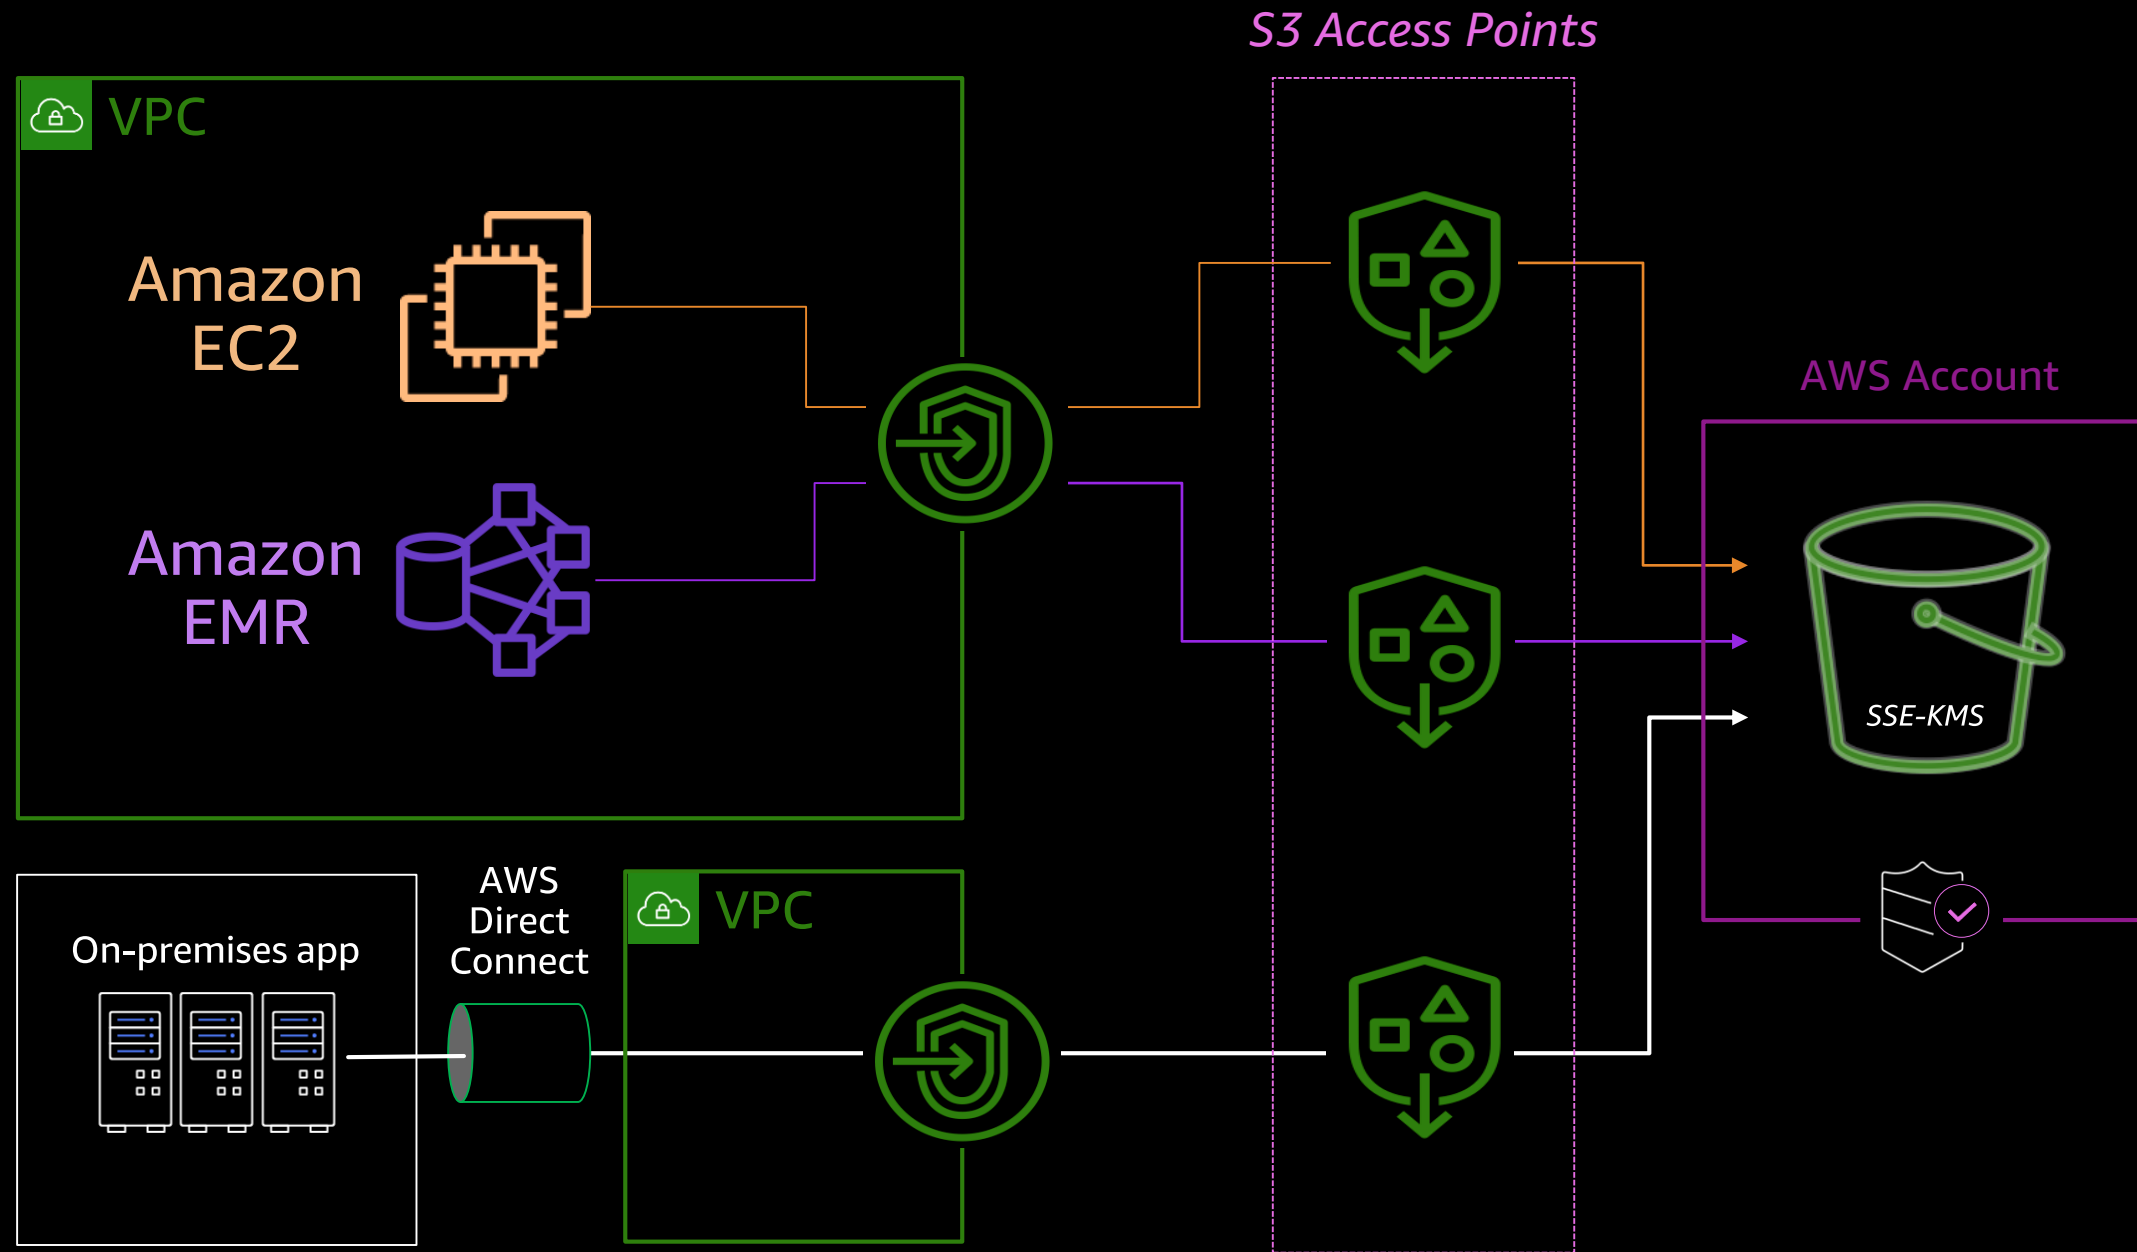 S3 Access Points
VPC
Amazon
EC2
Amazon
EMR
AWS Account
SSE-KMS
On-premises app
AWS
Direct
Connect
VPC